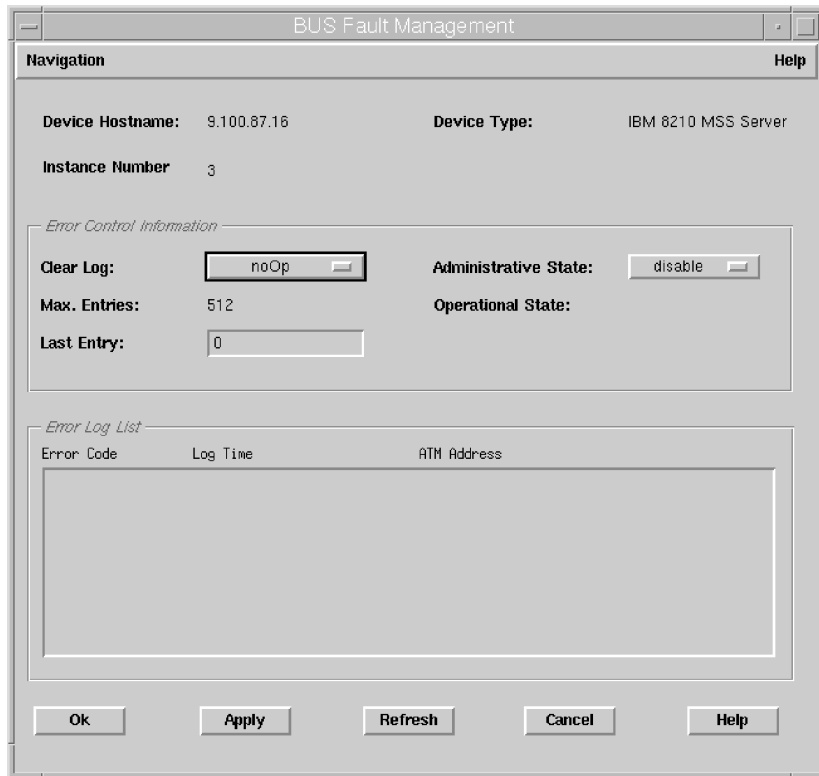 BUS Fault Management
Navigation Help
Device Hostname: 9.100.87.16 Device Type: IBM 8210 MSS Server
Instance Number 3
Error Control Information
Clear Log: noOp Administrative State: disable
Max. Entries: 512 Operational State:
Last Entry: 0
Error Log List
Error Code Log Time ATM Address
Ok Apply Refresh Cancel Help